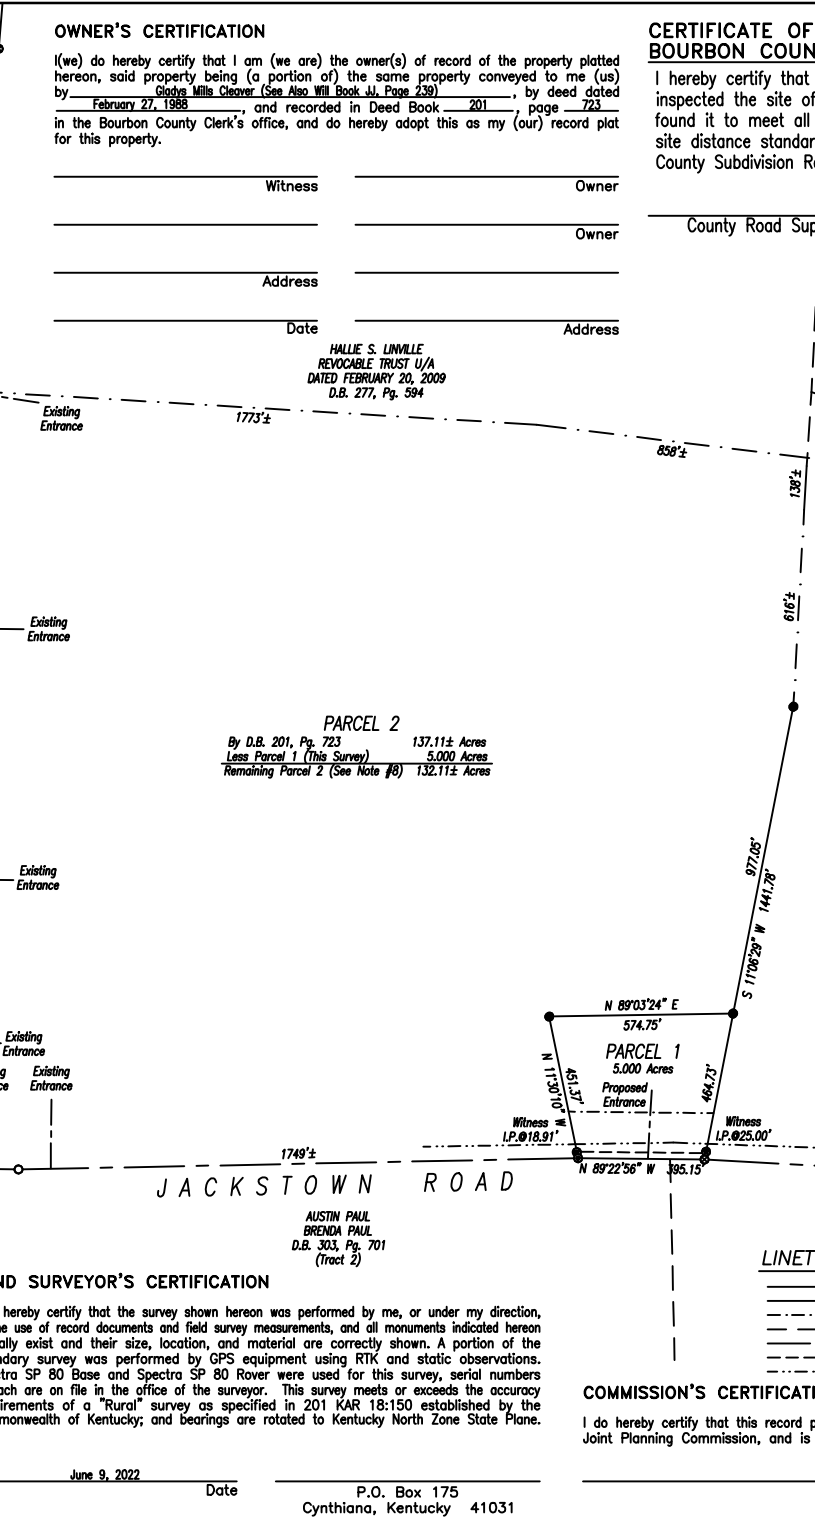 OWNER'S CERTIFICATION
I(we) do hereby certify that I am (we are) the owner(s) of record of the property platted
hereon, said property being (a portion of) the same property conveyed to me (us)
by Gladys Mills Cleaver (See Also Will Book JJ, Page 239), by deed dated
February 27, 1988, and recorded in Deed Book 201, page 723
in the Bourbon County Clerk's office, and do hereby adopt this as my (our) record plat
for this property.
Witness
Owner
Owner
Address
Date
Address
CERTIFICATE OF
BOURBON COUN
I hereby certify that
inspected the site of
found it to meet all
site distance standar
County Subdivision Re
County Road Sup
HALLIE S. LINVILLE
REVOCABLE TRUST U/A
DATED FEBRUARY 20, 2009
D.B. 277, Pg. 594
Existing
Entrance
1773'±
858'±
138'±
616'±
Existing
Entrance
PARCEL 2
By D.B. 201, Pg. 723 137.11± Acres
Less Parcel 1 (This Survey) 5.000 Acres
Remaining Parcel 2 (See Note #8) 132.11± Acres
977.05'
S 11°06'29" W 1441.78'
Existing
Entrance
N 89°03'24" E
574.75'
PARCEL 1
5.000 Acres
Proposed
Entrance
N 11°30'10" W
451.37'
464.73'
Existing
Entrance
g
ce
Existing
Entrance
Witness
I.P.@18.91'
Witness
I.P.@25.00'
1749'±
N 89°22'56" W 395.15'
JACKSTOWN ROAD
AUSTIN PAUL
BRENDA PAUL
D.B. 303, Pg. 701
(Tract 2)
LINET
ND SURVEYOR'S CERTIFICATION
hereby certify that the survey shown hereon was performed by me, or under my direction,
he use of record documents and field survey measurements, and all monuments indicated hereon
ally exist and their size, location, and material are correctly shown. A portion of the
ndary survey was performed by GPS equipment using RTK and static observations.
ctra SP 80 Base and Spectra SP 80 Rover were used for this survey, serial numbers
ach are on file in the office of the surveyor. This survey meets or exceeds the accuracy
irements of a "Rural" survey as specified in 201 KAR 18:150 established by the
monwealth of Kentucky; and bearings are rotated to Kentucky North Zone State Plane.
June 9, 2022
Date
P.O. Box 175
Cynthiana, Kentucky 41031
COMMISSION'S CERTIFICATI
I do hereby certify that this record p
Joint Planning Commission, and is